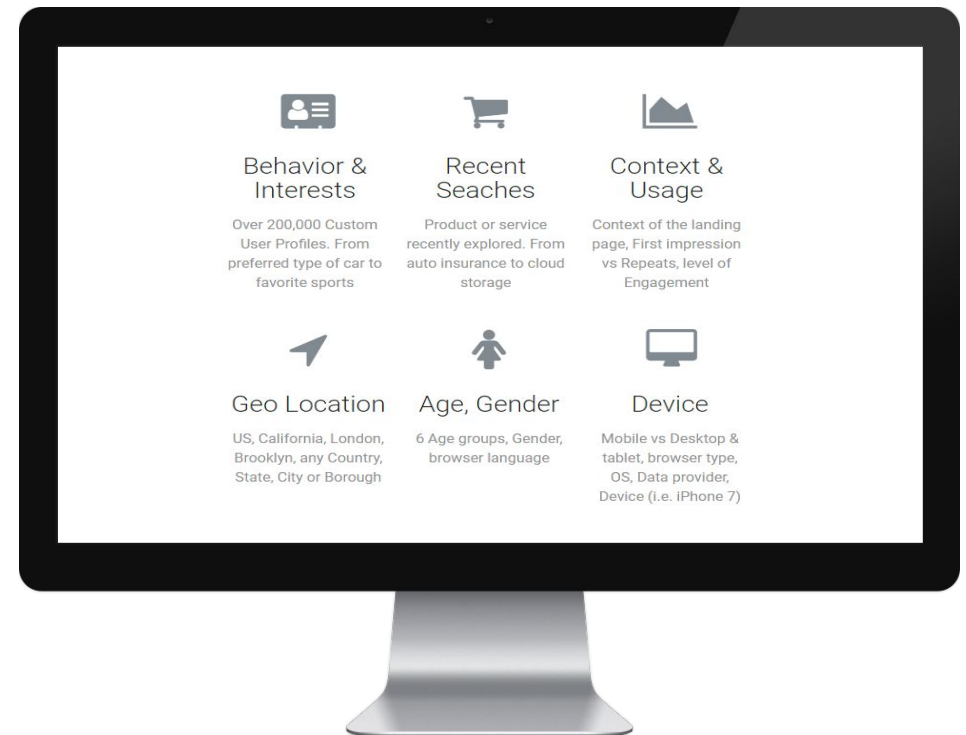 Behavior &
Interests
Over 200,000 Custom
User Profiles. From
preferred type of car to
favorite sports
Recent
Seaches
Product or service
recently explored. From
auto insurance to cloud
storage
Context &
Usage
Context of the landing
page, First impression
vs Repeats, level of
Engagement
Geo Location
US, California, London,
Brooklyn, any Country,
State, City or Borough
Age, Gender
6 Age groups, Gender,
browser language
Device
Mobile vs Desktop &
tablet, browser type,
OS, Data provider,
Device (i.e. iPhone 7)